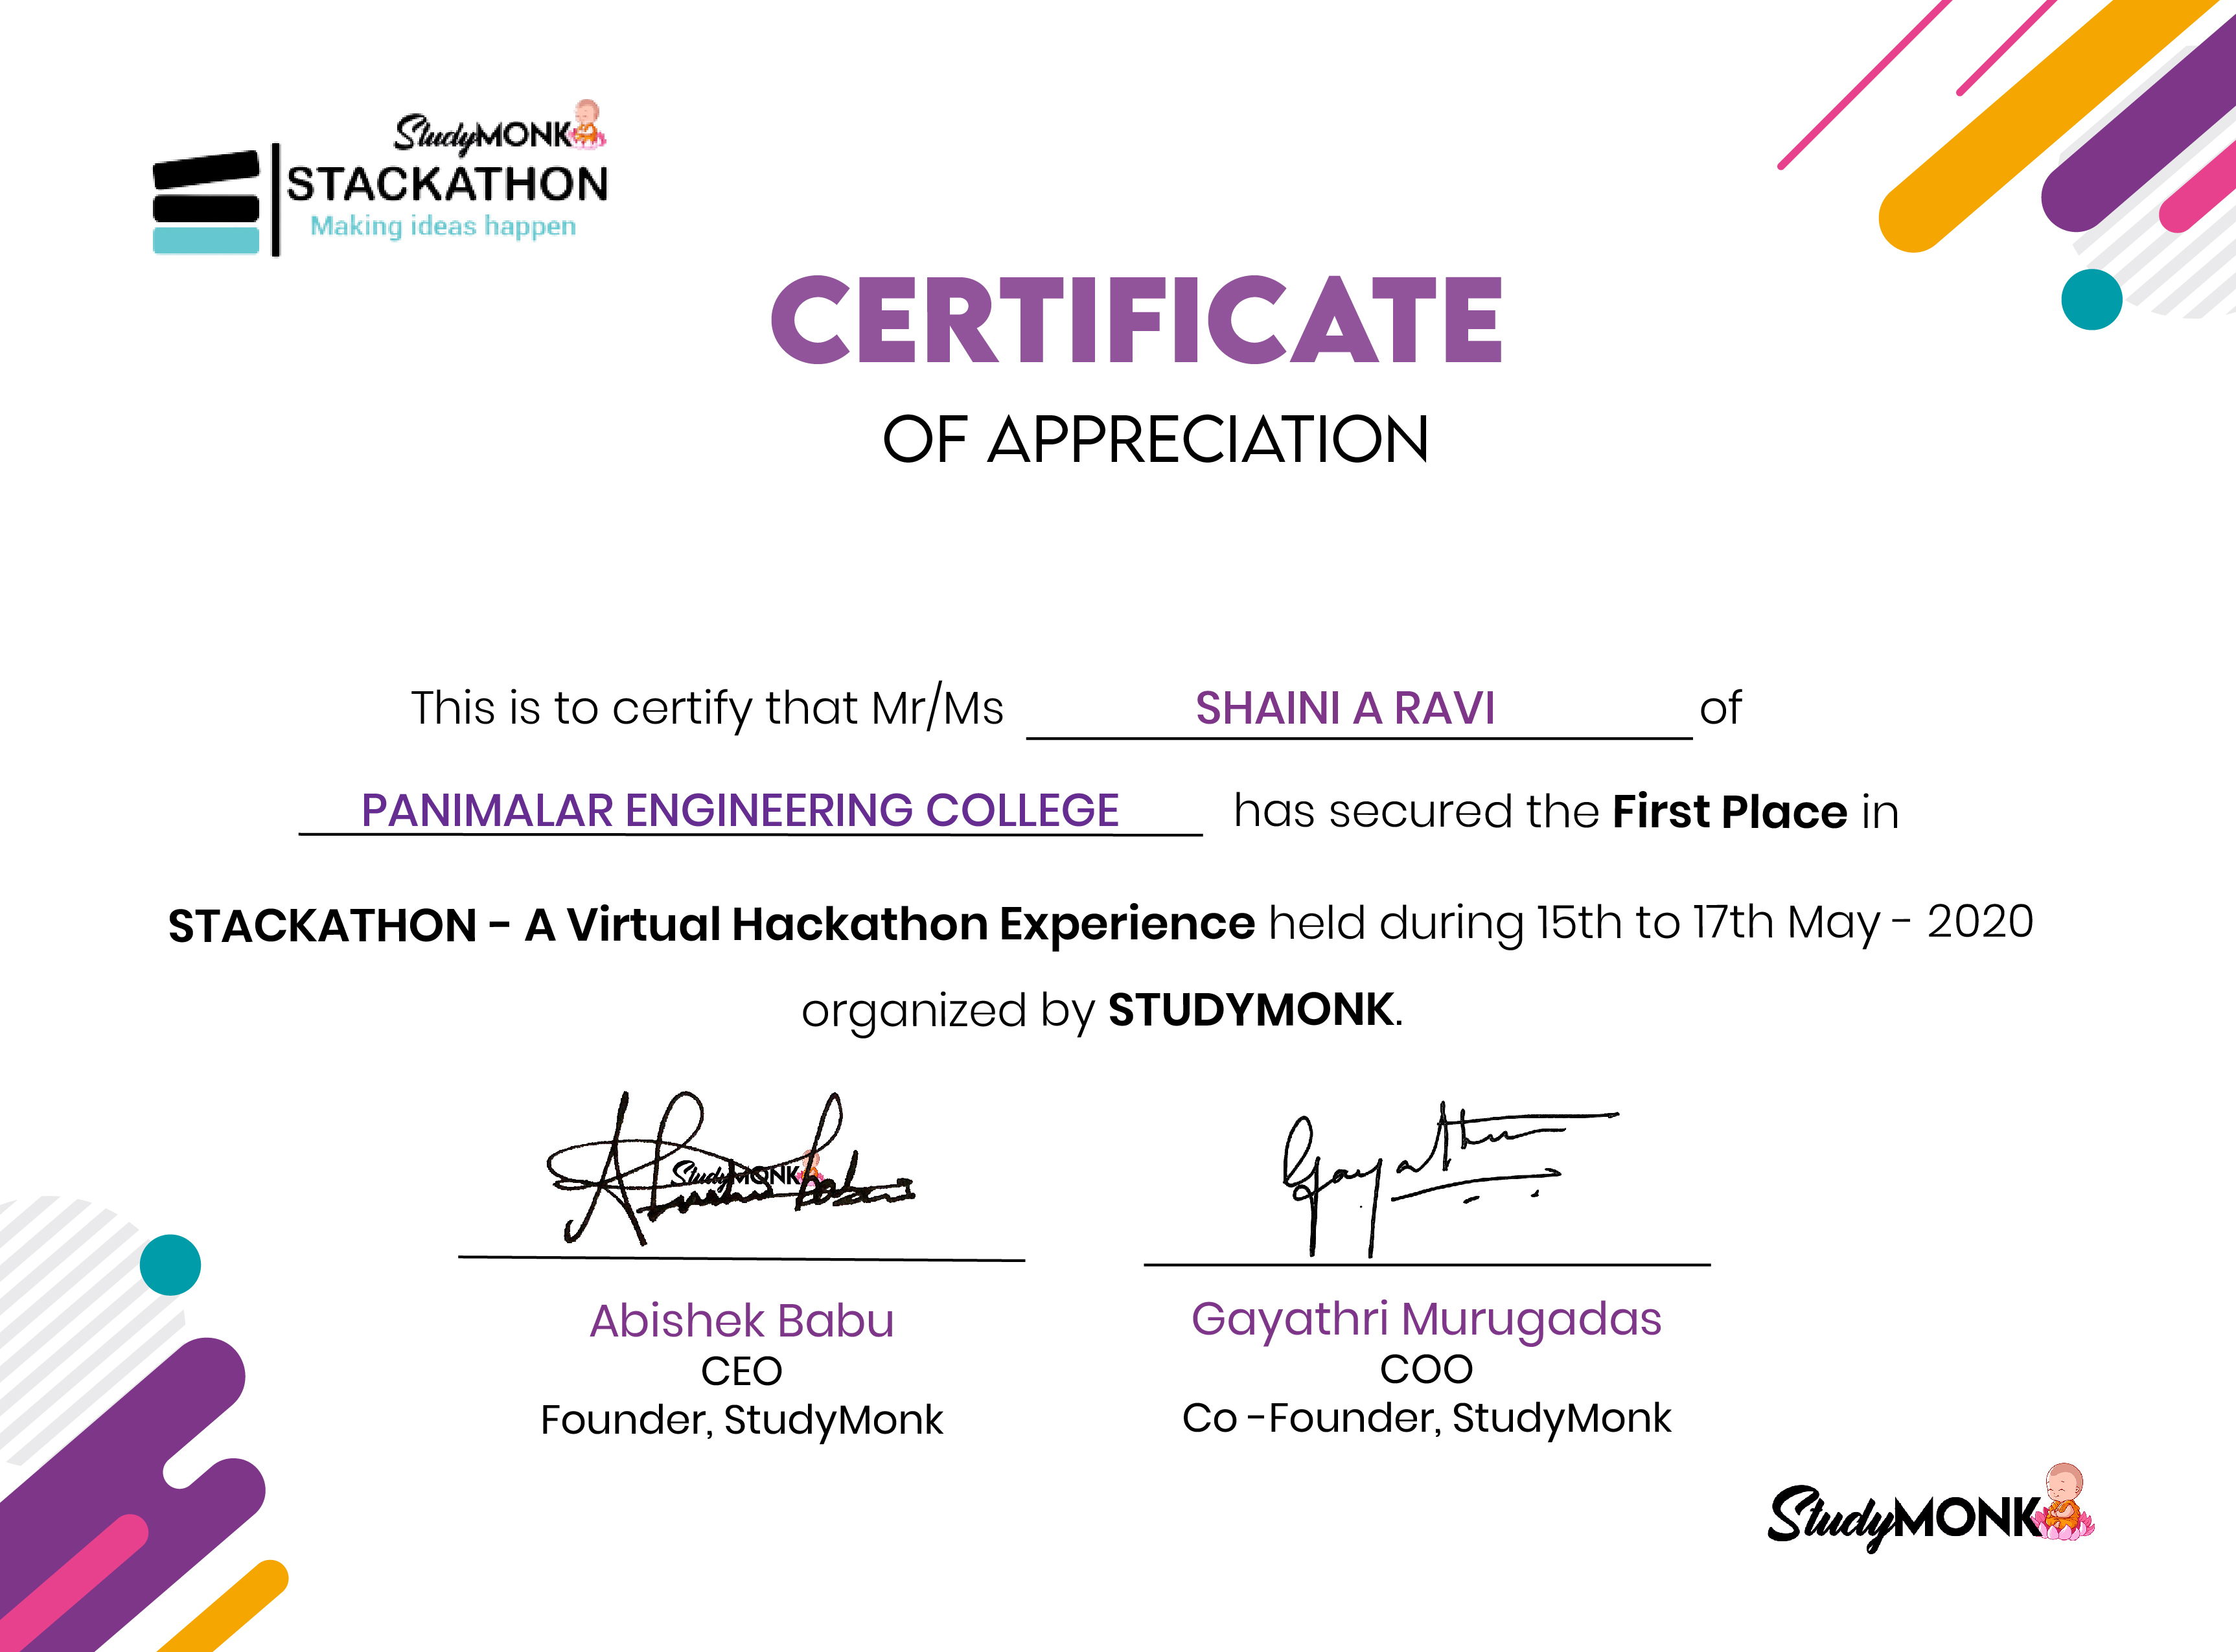 StudyMONK
STACKATHON
Making ideas happen
CERTIFICATE
OF APPRECIATION
This is to certify that Mr/Ms SHAINI A RAVI of
PANIMALAR ENGINEERING COLLEGE has secured the First Place in
STACKATHON - A Virtual Hackathon Experience held during 15th to 17th May - 2020
organized by STUDYMONK.
StudyMONK
Gayathri
Abishek Babu
CEO
Founder, StudyMonk
Gayathri Murugadas
COO
Co -Founder, StudyMonk
StudyMONK